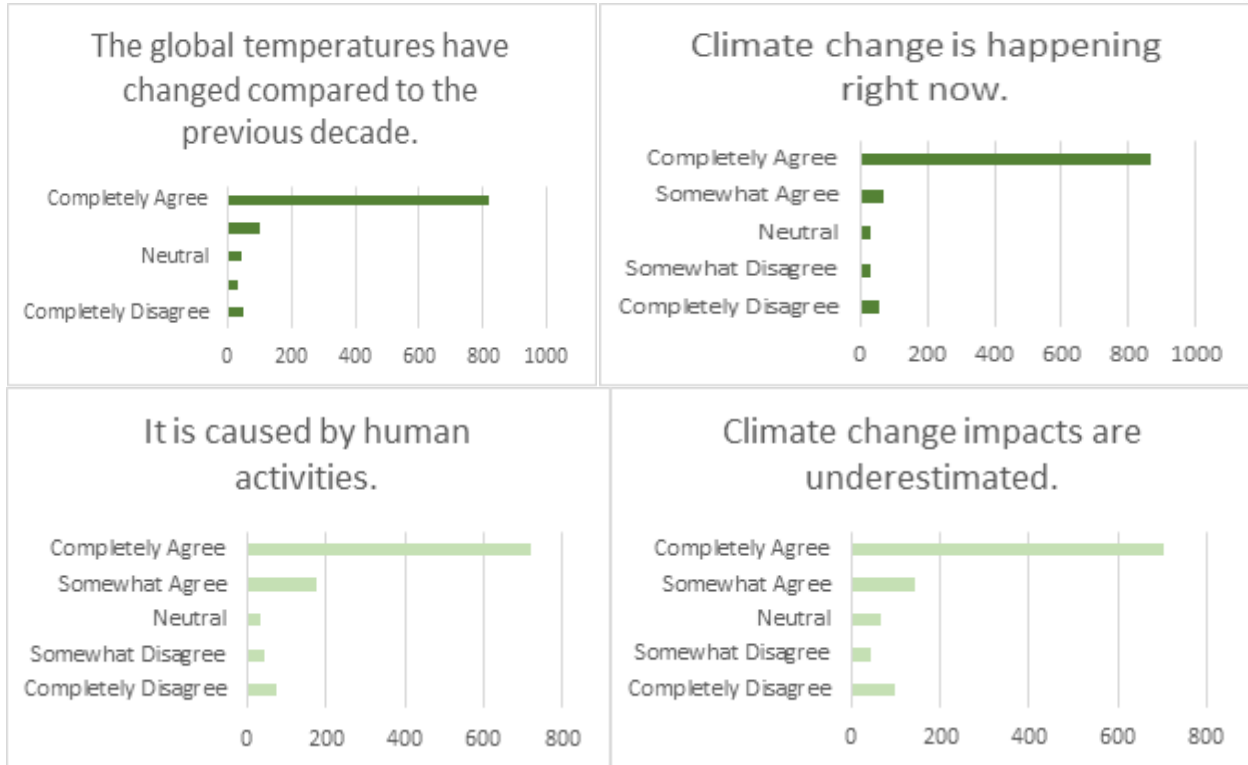 The global temperatures have
changed compared to the
previous decade.
Completely Agree
Neutral
Completely Disagree
0 200 400 600 800 1000
Climate change is happening
right now.
Completely Agree
Somewhat Agree
Neutral
Somewhat Disagree
Completely Disagree
0 200 400 600 800 1000
It is caused by human
activities.
Completely Agree
Somewhat Agree
Neutral
Somewhat Disagree
Completely Disagree
0 200 400 600 800
Climate change impacts are
underestimated.
Completely Agree
Somewhat Agree
Neutral
Somewhat Disagree
Completely Disagree
0 200 400 600 800